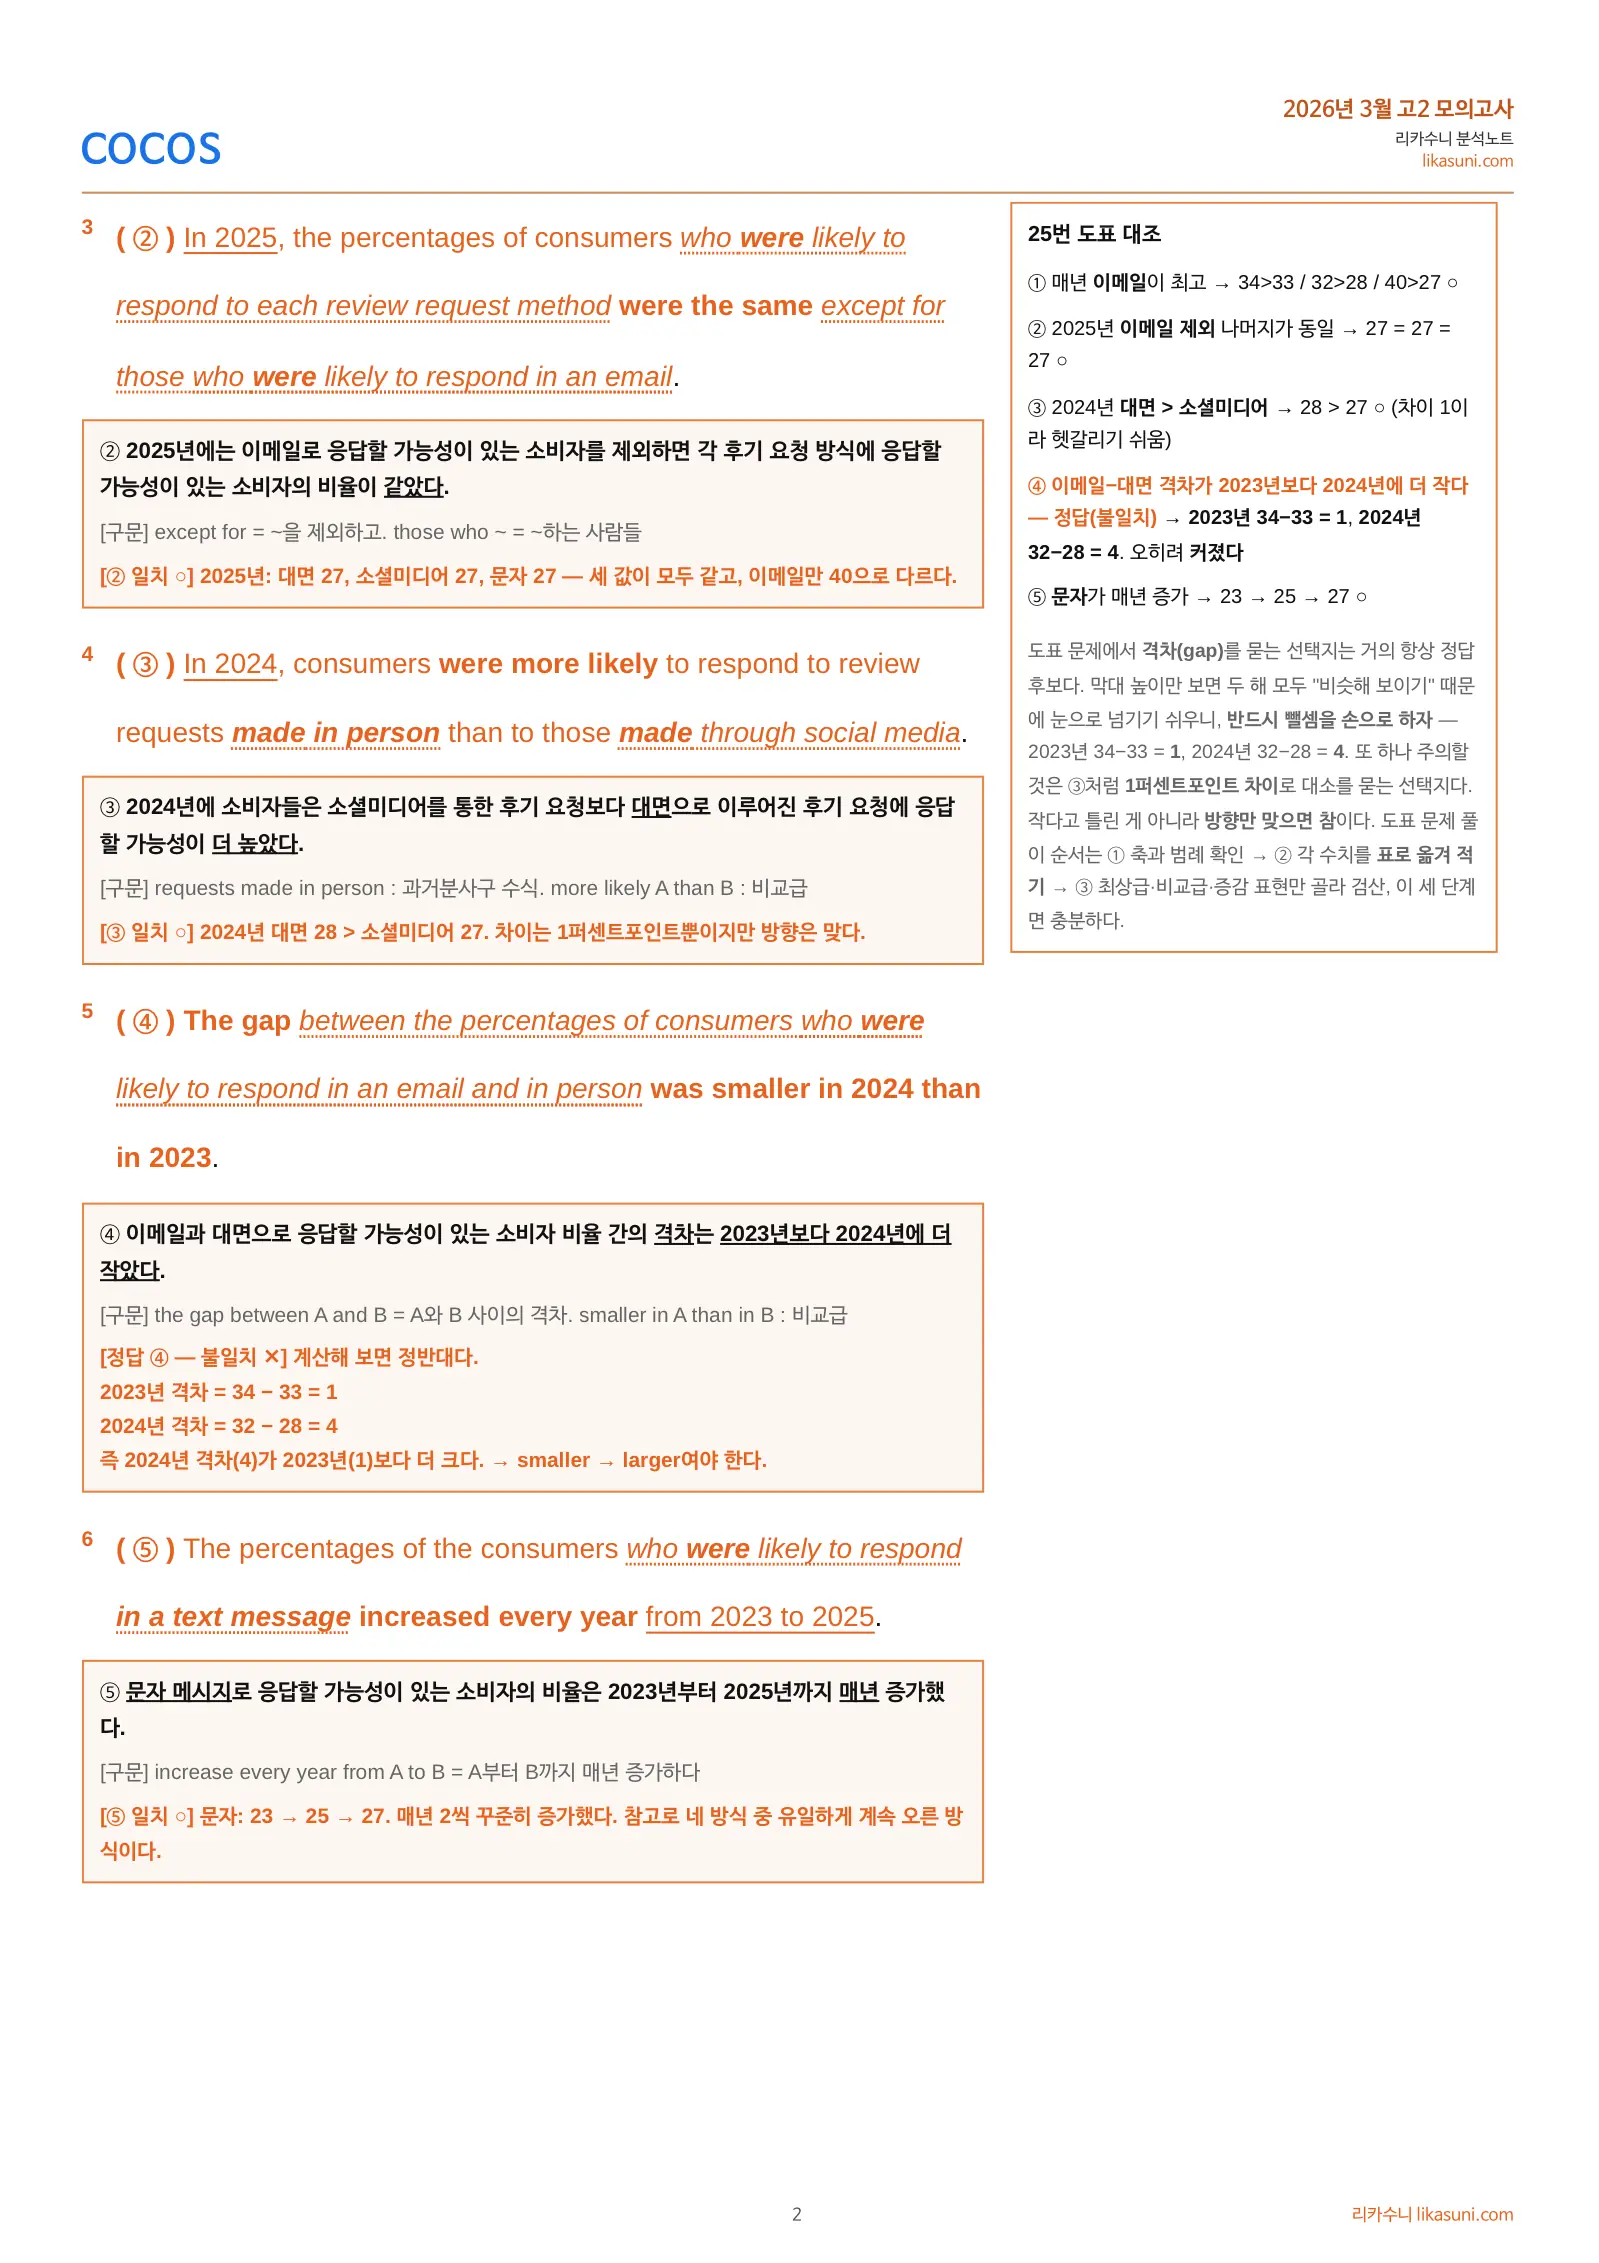 cocos
2026년 3월 고2 모의고사
리카수니 분석노트
likasuni.com
3 ( ② ) In 2025, the percentages of consumers who were likely to
respond to each review request method were the same except for
those who were likely to respond in an email.
② 2025년에는 이메일로 응답할 가능성이 있는 소비자를 제외하면 각 후기 요청 방식에 응답할
가능성이 있는 소비자의 비율이 같았다.
[구문] except for = ~을 제외하고. those who ~ = ~하는 사람들
[② 일치 ○] 2025년: 대면 27, 소셜미디어 27, 문자 27 — 세 값이 모두 같고, 이메일만 40으로 다르다.
4 ( ③ ) In 2024, consumers were more likely to respond to review
requests made in person than to those made through social media.
③ 2024년에 소비자들은 소셜미디어를 통한 후기 요청보다 대면으로 이루어진 후기 요청에 응답
할 가능성이 더 높았다.
[구문] requests made in person : 과거분사구 수식. more likely A than B : 비교급
[③ 일치 ○] 2024년 대면 28 > 소셜미디어 27. 차이는 1퍼센트포인트뿐이지만 방향은 맞다.
5 ( ④ ) The gap between the percentages of consumers who were
likely to respond in an email and in person was smaller in 2024 than
in 2023.
④ 이메일과 대면으로 응답할 가능성이 있는 소비자 비율 간의 격차는 2023년보다 2024년에 더
작았다.
[구문] the gap between A and B = A와 B 사이의 격차. smaller in A than in B : 비교급
[정답 ④ — 불일치 ✕] 계산해 보면 정반대다.
2023년 격차 = 34 − 33 = 1
2024년 격차 = 32 − 28 = 4
즉 2024년 격차(4)가 2023년(1)보다 더 크다. → smaller → larger여야 한다.
6 ( ⑤ ) The percentages of the consumers who were likely to respond
in a text message increased every year from 2023 to 2025.
⑤ 문자 메시지로 응답할 가능성이 있는 소비자의 비율은 2023년부터 2025년까지 매년 증가했
다.
[구문] increase every year from A to B = A부터 B까지 매년 증가하다
[⑤ 일치 ○] 문자: 23 → 25 → 27. 매년 2씩 꾸준히 증가했다. 참고로 네 방식 중 유일하게 계속 오른 방
식이다.
25번 도표 대조
① 매년 이메일이 최고 → 34>33 / 32>28 / 40>27 ○
② 2025년 이메일 제외 나머지가 동일 → 27 = 27 =
27 ○
③ 2024년 대면 > 소셜미디어 → 28 > 27 ○ (차이 1이
라 헷갈리기 쉬움)
④ 이메일−대면 격차가 2023년보다 2024년에 더 작다
— 정답(불일치) → 2023년 34−33 = 1, 2024년
32−28 = 4. 오히려 커졌다
⑤ 문자가 매년 증가 → 23 → 25 → 27 ○
도표 문제에서 격차(gap)를 묻는 선택지는 거의 항상 정답
후보다. 막대 높이만 보면 두 해 모두 "비슷해 보이기" 때문
에 눈으로 넘기기 쉬우니, 반드시 뺄셈을 손으로 하자 —
2023년 34−33 = 1, 2024년 32−28 = 4. 또 하나 주의할
것은 ③처럼 1퍼센트포인트 차이로 대소를 묻는 선택지다.
작다고 틀린 게 아니라 방향만 맞으면 참이다. 도표 문제 풀
이 순서는 ① 축과 범례 확인 → ② 각 수치를 표로 옮겨 적
기 → ③ 최상급·비교급·증감 표현만 골라 검산, 이 세 단계
면 충분하다.
2
리카수니 likasuni.com